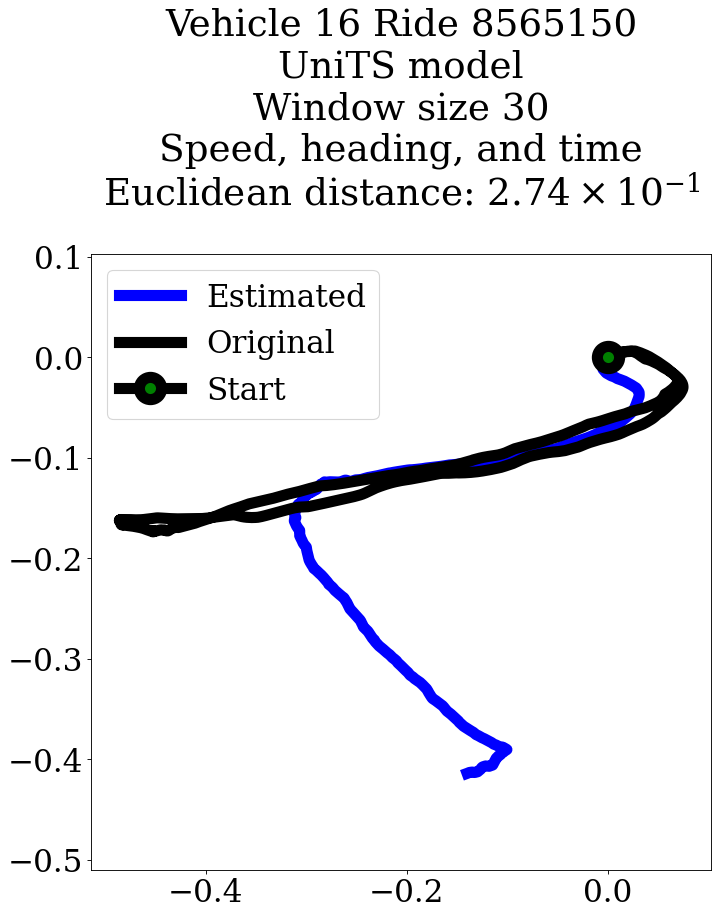 Vehicle 16 Ride 8565150
UniTS model
Window size 30
Speed, heading, and time
Euclidean distance: 2.74 × 10⁻¹
0.1
0.0
−0.1
−0.2
−0.3
−0.4
−0.5
Estimated
Original
Start
−0.4 −0.2 0.0